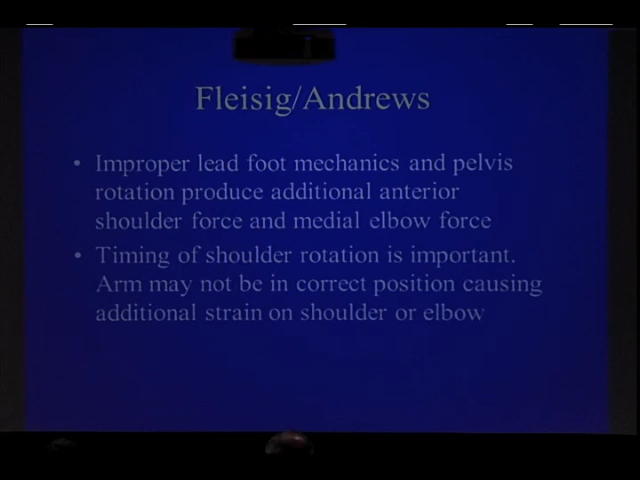 Fleisig/Andrews
• Improper lead foot mechanics and pelvis
rotation produce additional anterior
shoulder force and medial elbow force
• Timing of shoulder rotation is important.
Arm may not be in correct position causing
additional strain on shoulder or elbow